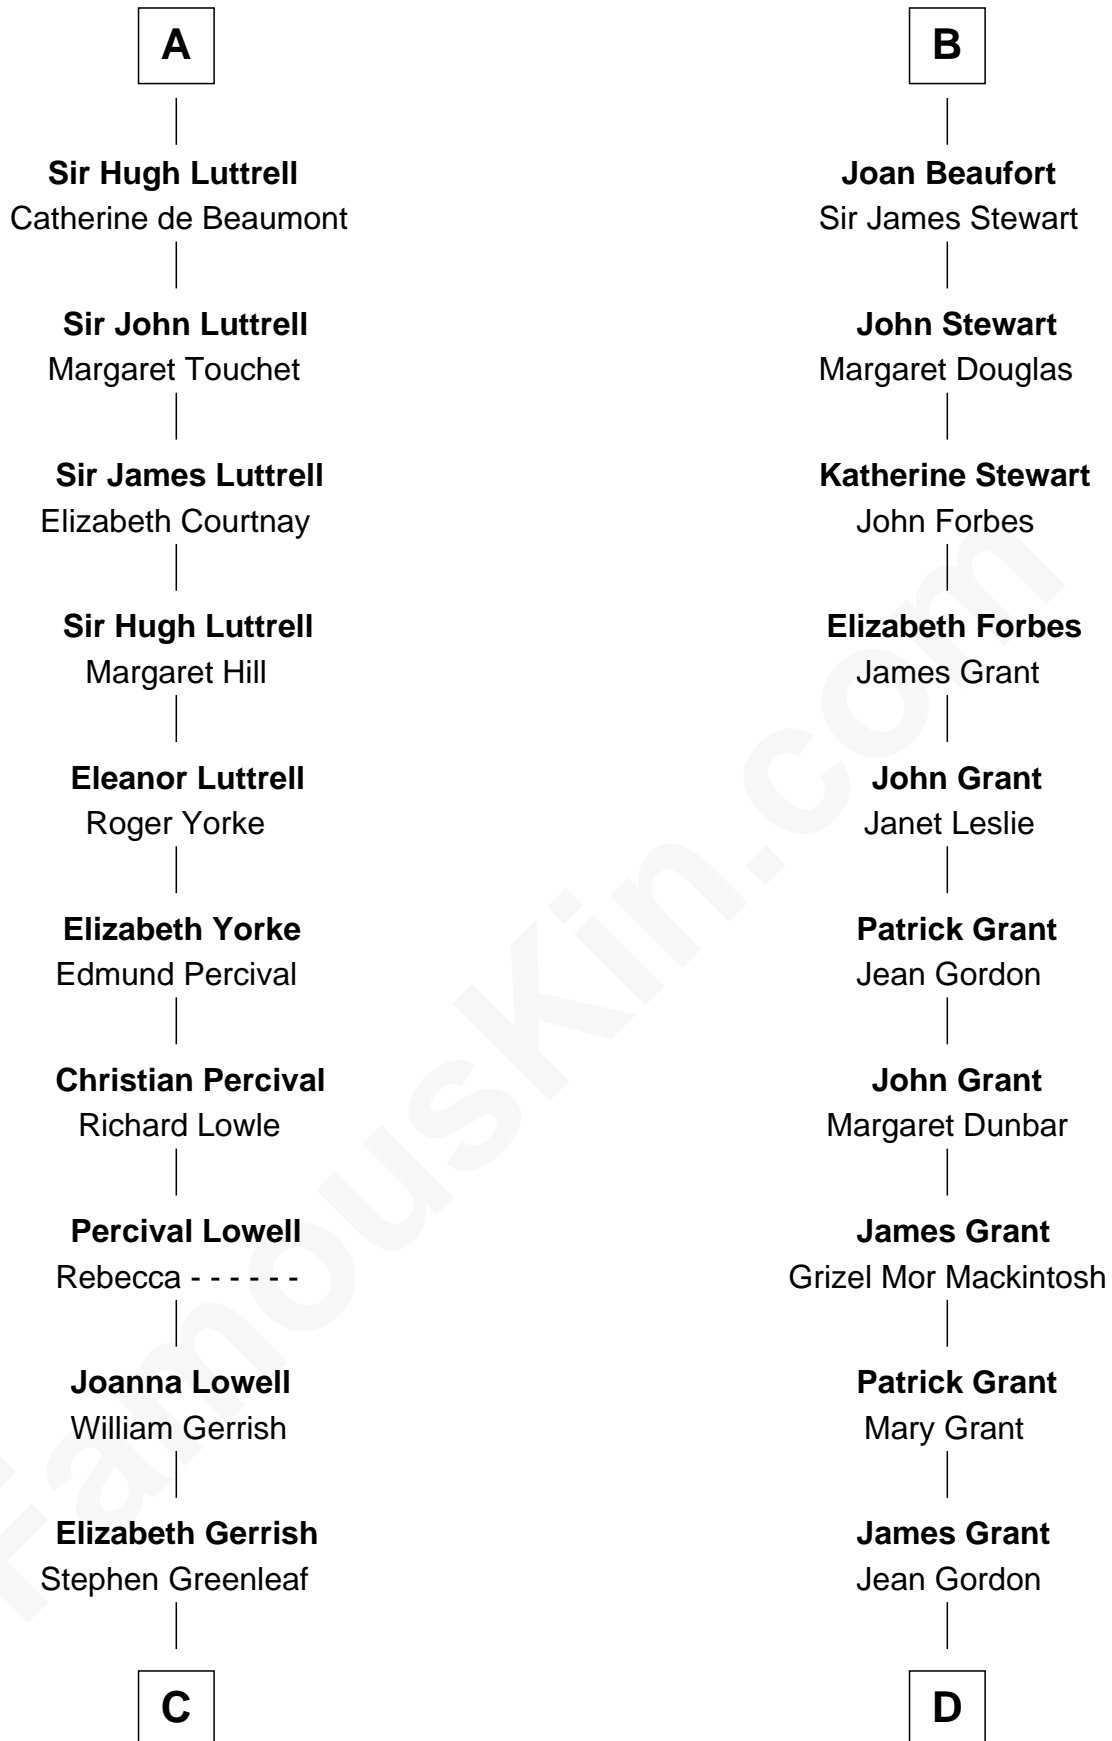 A
Sir Hugh Luttrell
Catherine de Beaumont
Sir John Luttrell
Margaret Touchet
Sir James Luttrell
Elizabeth Courtnay
Sir Hugh Luttrell
Margaret Hill
Eleanor Luttrell
Roger Yorke
Elizabeth Yorke
Edmund Percival
Christian Percival
Richard Lowle
Percival Lowell
Rebecca - - - - - -
Joanna Lowell
William Gerrish
Elizabeth Gerrish
Stephen Greenleaf
C
B
Joan Beaufort
Sir James Stewart
John Stewart
Margaret Douglas
Katherine Stewart
John Forbes
Elizabeth Forbes
James Grant
John Grant
Janet Leslie
Patrick Grant
Jean Gordon
John Grant
Margaret Dunbar
James Grant
Grizel Mor Mackintosh
Patrick Grant
Mary Grant
James Grant
Jean Gordon
D
FamousKin.com